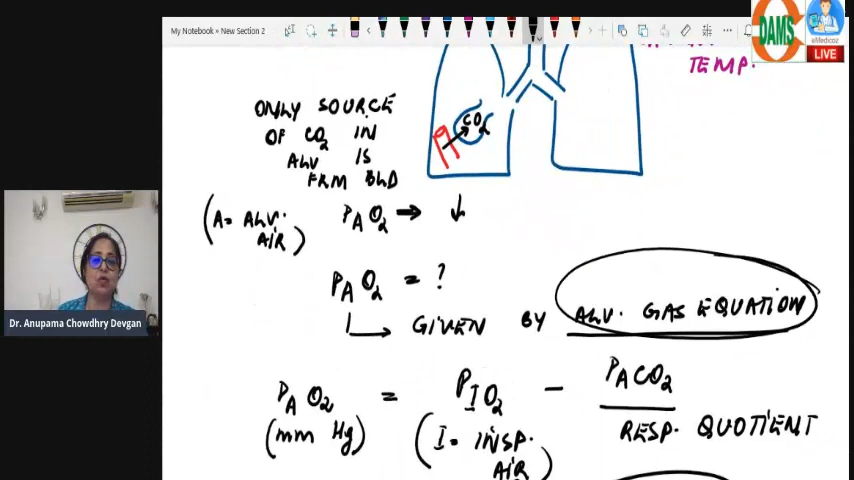 My Notebook » New Section 2
DAMS
eMedicoz
LIVE
TEMP.
ONLY SOURCE
OF CO2 IN
ALV IS
FRM BLD
CO2
(A= ALV.
AIR)
PAO2 → ↓
PAO2 = ?
GIVEN BY ALV. GAS EQUATION
Dr. Anupama Chowdhry Devgan
PAO2 = PIO2 - PACO2
RESP. QUOTIENT
(mm Hg)
(I= INSP.
AIR)